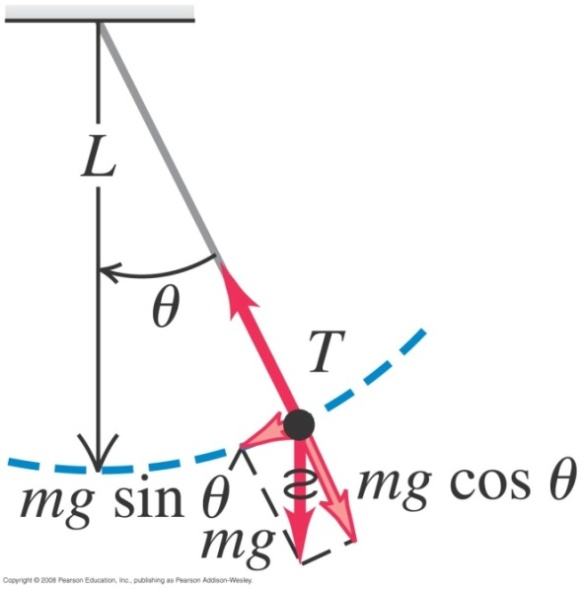 L
θ
T
mg sin θ
mg cos θ
mg
Copyright © 2008 Pearson Education, Inc., publishing as Pearson Addison-Wesley.